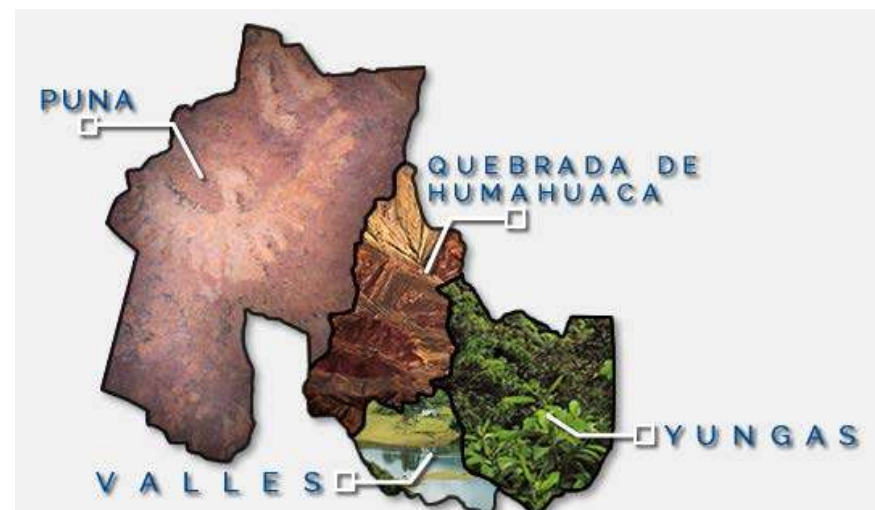 PUNA
QUEBRADA DE
HUMAHUACA
YUNGAS
VALLES